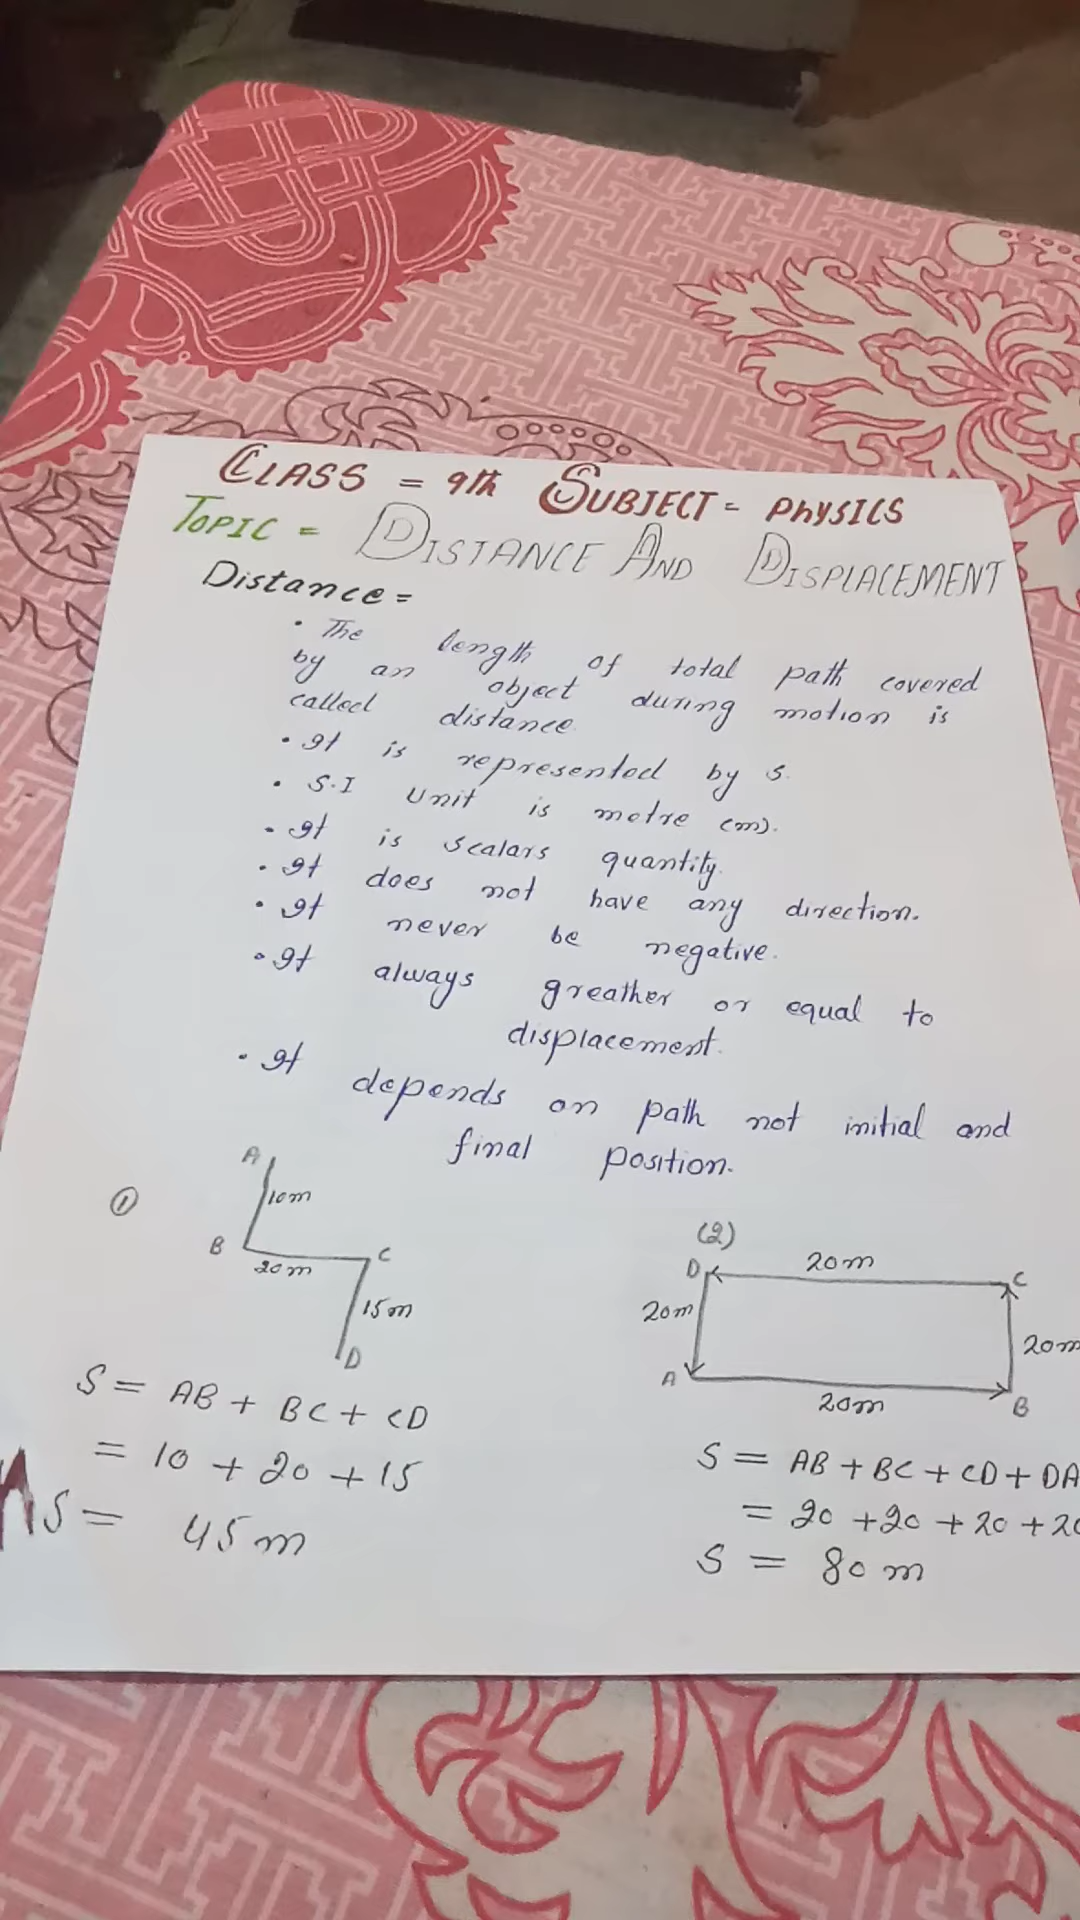 CLASS = 9th SUBJECT = PHYSICS
TOPIC = DISTANCE AND DISPLACEMENT
Distance =
• The length of total path covered
by an object during motion is
called distance.
• It is represented by s.
• S.I Unit is metre (m).
• It is scalars quantity.
• It does not have any direction.
• It never be negative.
• It always greather or equal to
displacement.
• It depends on path not initial and
final position.
①
A
10m
B
20m
C
15m
D
S = AB + BC + CD
= 10 + 20 + 15
S = 45m
(2)
D
20m
C
20m
20m
A
20m
B
S = AB + BC + CD + DA
= 20 + 20 + 20 + 20
S = 80 m